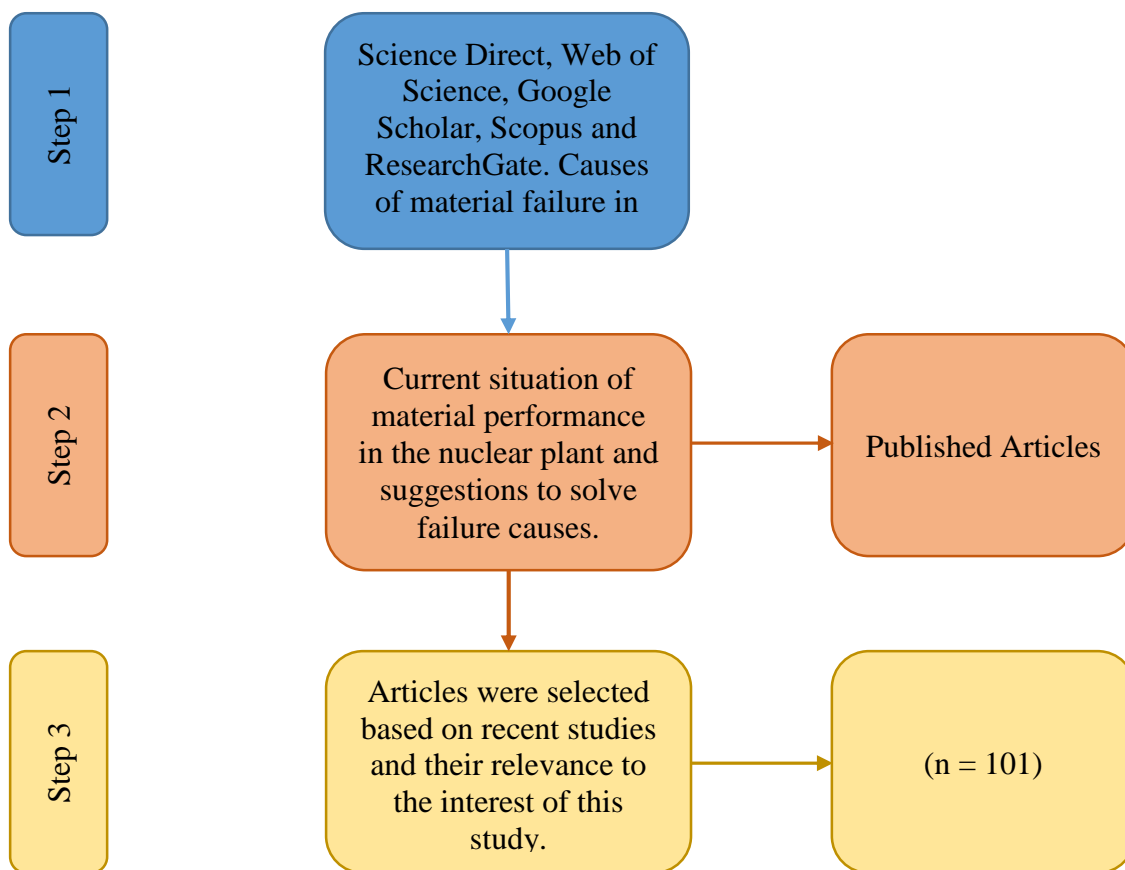 Step 1
Science Direct, Web of
Science, Google
Scholar, Scopus and
ResearchGate. Causes
of material failure in
Step 2
Current situation of
material performance
in the nuclear plant and
suggestions to solve
failure causes.
Published Articles
Step 3
Articles were selected
based on recent studies
and their relevance to
the interest of this
study.
(n = 101)